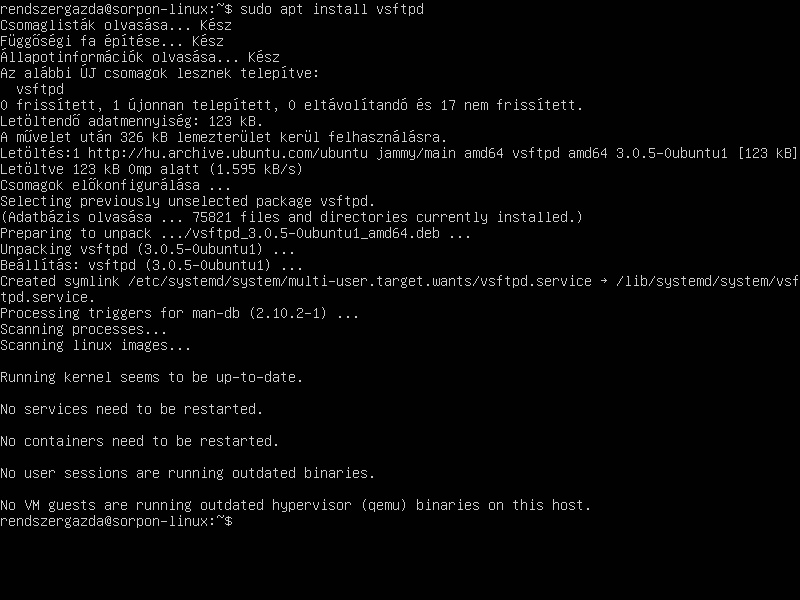 rendszergazda@sorpon-linux:~$ sudo apt install vsftpd
Csomaglisták olvasása... Kész
Függőségi fa építése... Kész
Állapotinformációk olvasása... Kész
Az alábbi ÚJ csomagok lesznek telepítve:
  vsftpd
0 frissített, 1 újonnan telepített, 0 eltávolítandó és 17 nem frissített.
Letöltendő adatmennyiség: 123 kB.
A művelet után 326 kB lemezterület kerül felhasználásra.
Letöltés:1 http://hu.archive.ubuntu.com/ubuntu jammy/main amd64 vsftpd amd64 3.0.5-0ubuntu1 [123 kB]
Letöltve 123 kB 0mp alatt (1.595 kB/s)
Csomagok előkonfigurálása ...
Selecting previously unselected package vsftpd.
(Adatbázis olvasása ... 75821 files and directories currently installed.)
Preparing to unpack .../vsftpd_3.0.5-0ubuntu1_amd64.deb ...
Unpacking vsftpd (3.0.5-0ubuntu1) ...
Beállítás: vsftpd (3.0.5-0ubuntu1) ...
Created symlink /etc/systemd/system/multi-user.target.wants/vsftpd.service → /lib/systemd/system/vsf
tpd.service.
Processing triggers for man-db (2.10.2-1) ...
Scanning processes...
Scanning linux images...

Running kernel seems to be up-to-date.

No services need to be restarted.

No containers need to be restarted.

No user sessions are running outdated binaries.

No VM guests are running outdated hypervisor (qemu) binaries on this host.
rendszergazda@sorpon-linux:~$